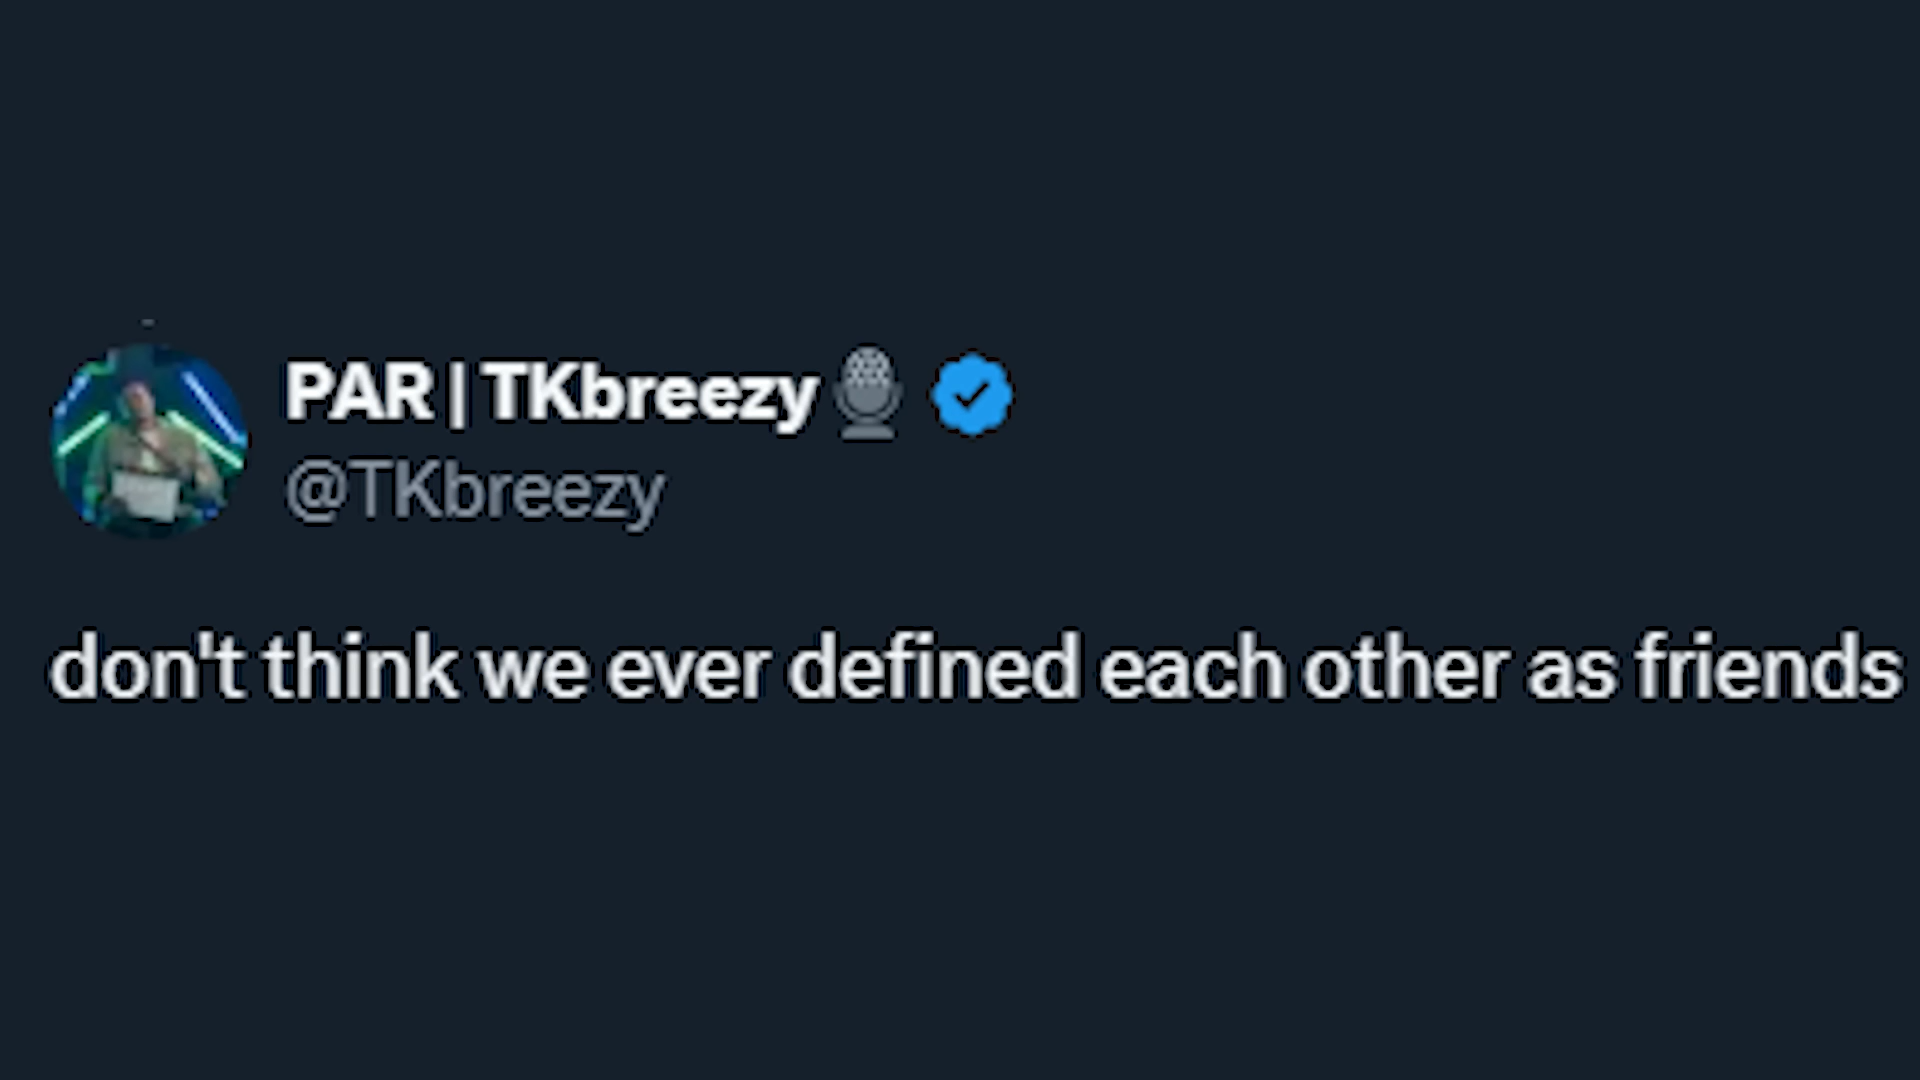 PAR | TKbreezy🎙️
@TKbreezy
don't think we ever defined each other as friends